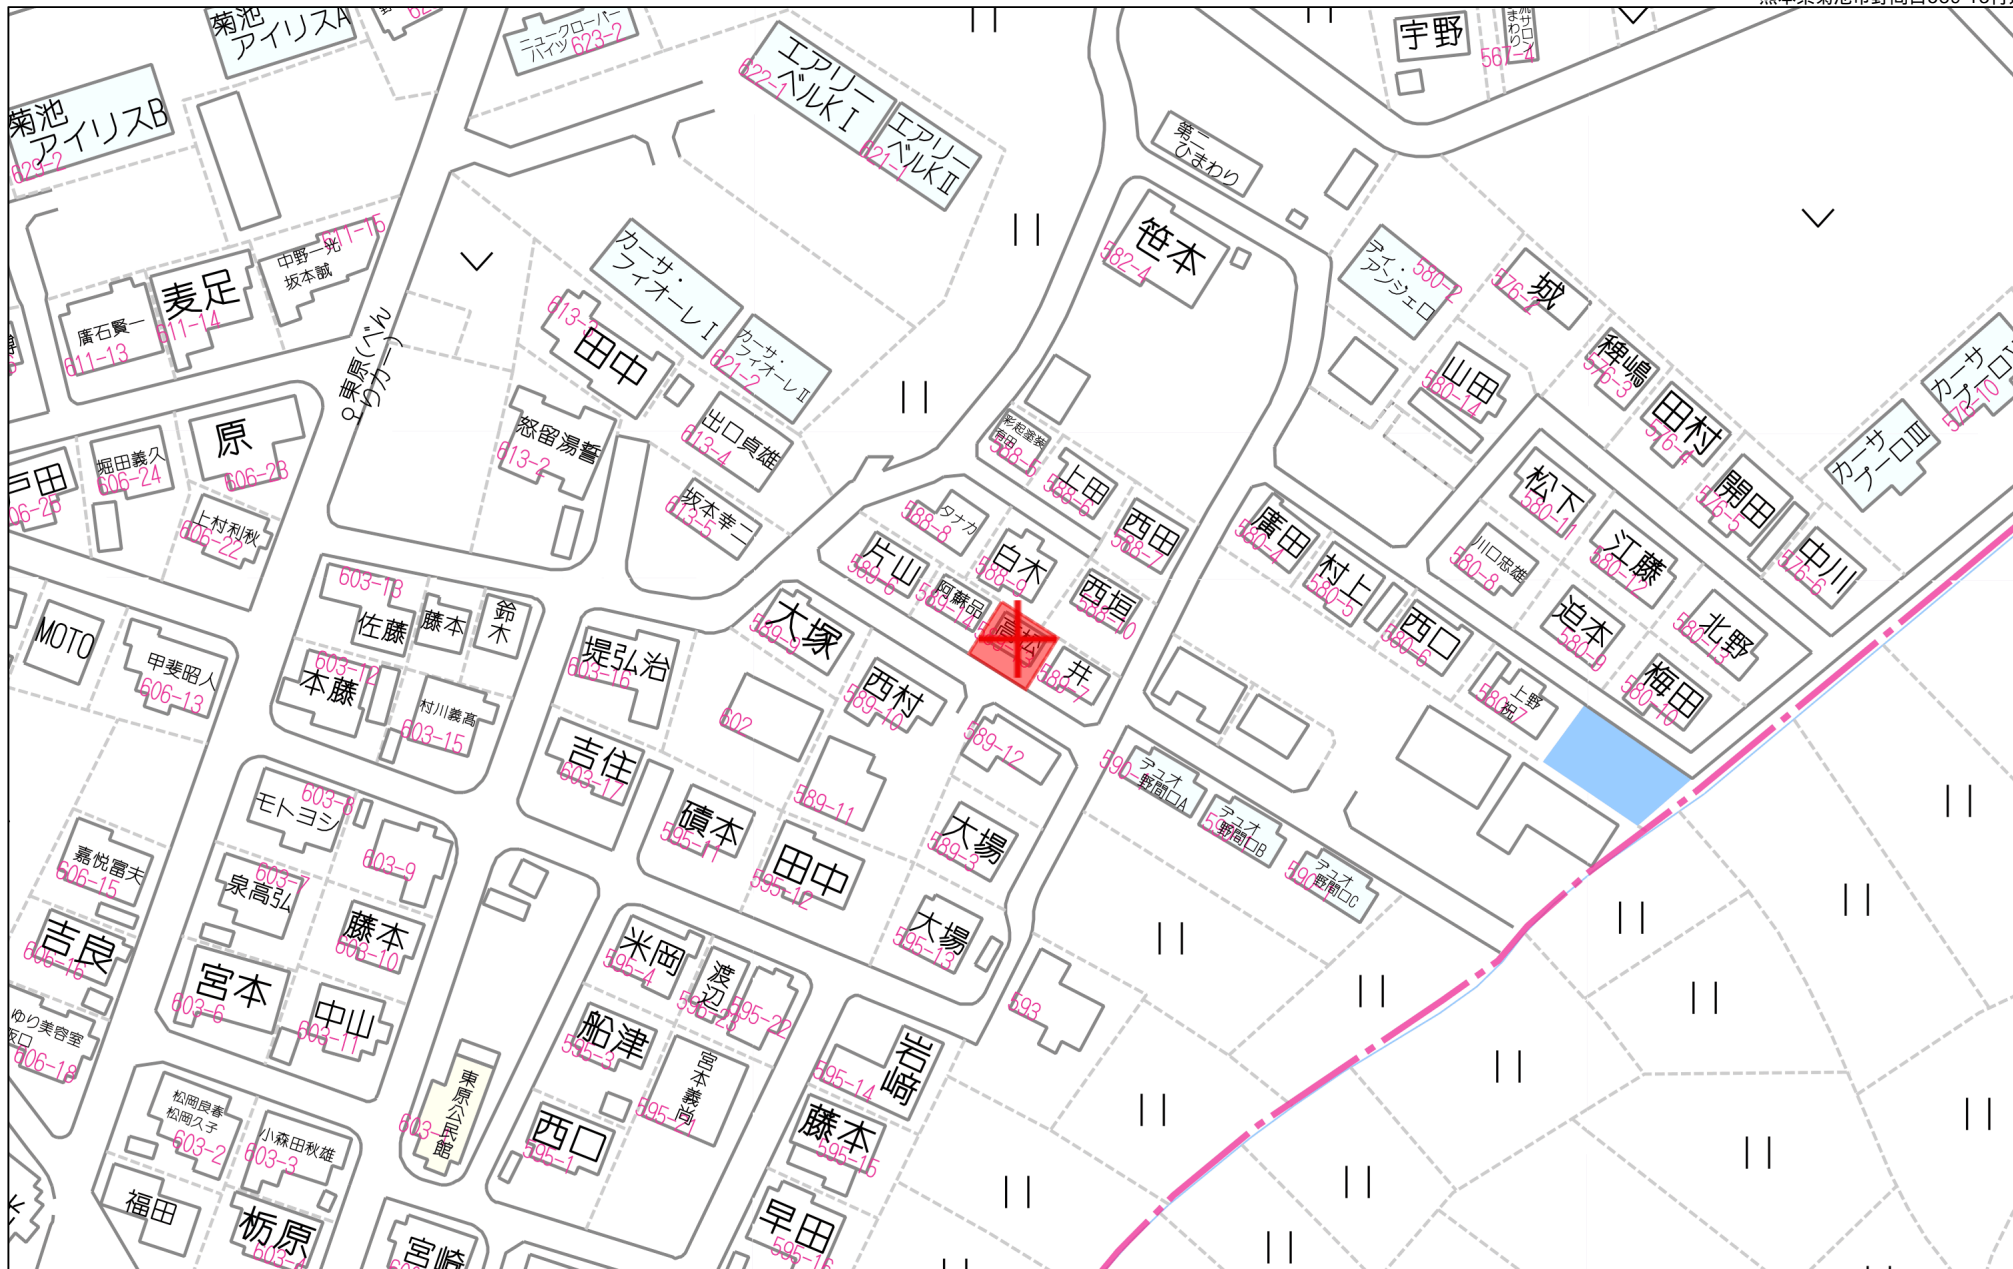 菊池
アイリスA
ニュークローバー
ハイツ
623-2
エアリー
ベルKⅠ
622-1
エアリー
ベルKⅡ
621-1
宇野
567-4
菊池
アイリスB
629-2
第二
ひまわり
笹本
582-4
611-15
中野一光
坂本誠
麦足
611-14
廣石賢一
611-13
東原(べん
りカー)
カーサ・
フィオーレⅠ
カーサ・
フィオーレⅡ
621-2
613-3
田中
出口貞雄
613-4
怒留湯誓
613-2
坂本幸二
613-5
ディ・
アンジェロ
580-2
城
576-2
稗嶋
576-3
山田
580-14
田村
576-4
開田
576-5
中川
576-6
カーサ
プーロⅢ
カーサ
576-10
原
606-23
堀田義久
606-24
戸田
上村利秋
606-22
彩起塗装
有田
588-5
上田
588-6
西田
588-7
タナカ
588-8
白木
588-9
西垣
588-10
片山
589-6
阿蘇品
589-14
高松
井
589-7
廣田
580-4
村上
580-5
西口
580-6
上野
祝
580-7
松下
580-11
江藤
580-12
川口忠雄
580-8
迫本
580-9
北野
580-13
梅田
580-10
MOTO
甲斐昭人
606-13
603-13
佐藤
藤本
鈴木
603-12
本藤
村川義髙
603-15
堤弘治
603-16
吉住
603-17
大塚
589-9
西村
589-10
602
589-11
589-12
磧本
595-11
田中
595-12
大場
589-3
大場
595-13
デュオ
野間口A
デュオ
野間口B
デュオ
野間口C
モトヨシ
603-8
603-9
泉高弘
603-7
藤本
603-10
宮本
603-6
中山
603-11
嘉悦富夫
606-15
吉良
606-16
ゆり美容室
606-18
米岡
595-4
渡辺
595-23
595-22
船津
595-3
宮本義尚
595-21
西口
595-1
593
岩﨑
595-14
藤本
595-15
早田
595-16
東原公民館
松岡良春
松岡久子
603-2
小森田秋雄
603-3
福田
栃原
603-4
宮崎